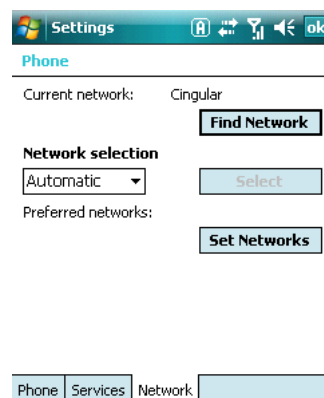 Settings A ok
Phone
Current network: Cingular
Find Network
Network selection
Automatic Select
Preferred networks:
Set Networks
Phone Services Network